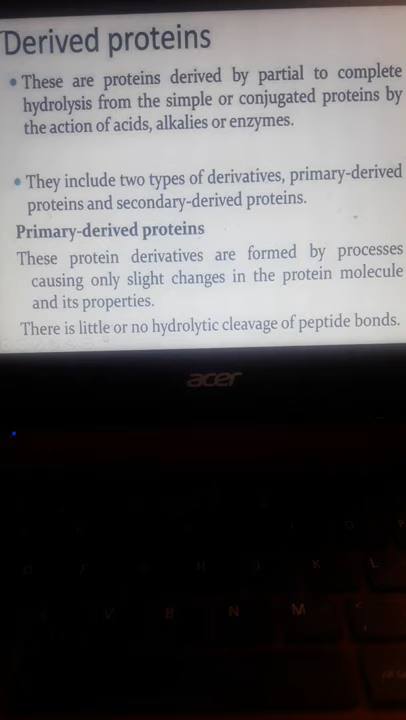 Derived proteins
• These are proteins derived by partial to complete
hydrolysis from the simple or conjugated proteins by
the action of acids, alkalies or enzymes.
• They include two types of derivatives, primary-derived
proteins and secondary-derived proteins.
Primary-derived proteins
These protein derivatives are formed by processes
causing only slight changes in the protein molecule
and its properties.
There is little or no hydrolytic cleavage of peptide bonds.
acer
H J K L
V B N M